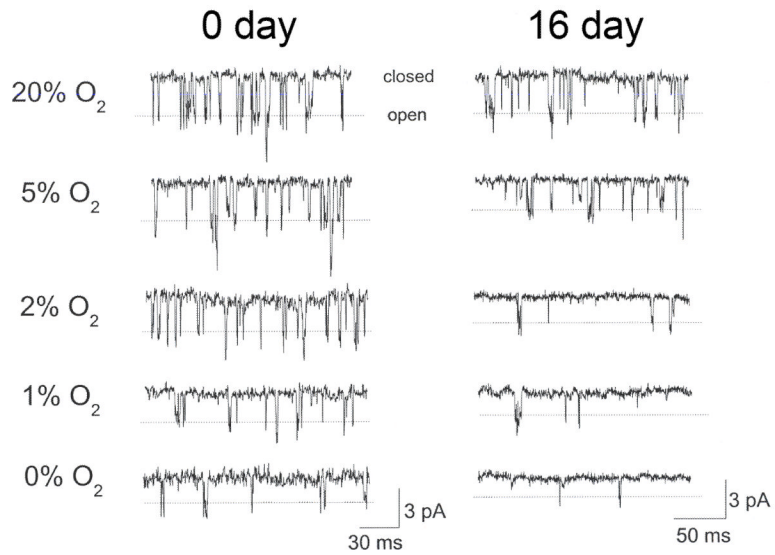 0 day 16 day
20% O2 closed
open
5% O2
2% O2
1% O2
0% O2
3 pA 3 pA
30 ms 50 ms